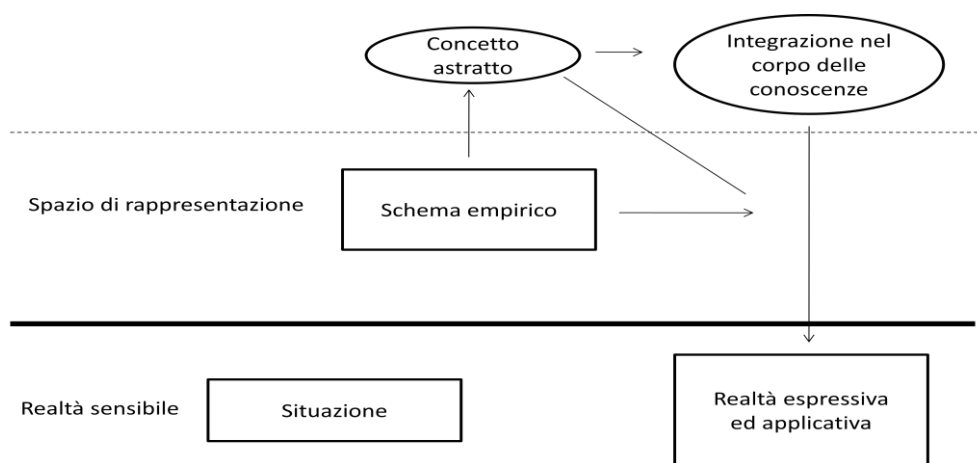 Concetto
astratto
Integrazione nel
corpo delle
conoscenze
Spazio di rappresentazione
Schema empirico
Realtà sensibile
Situazione
Realtà espressiva
ed applicativa